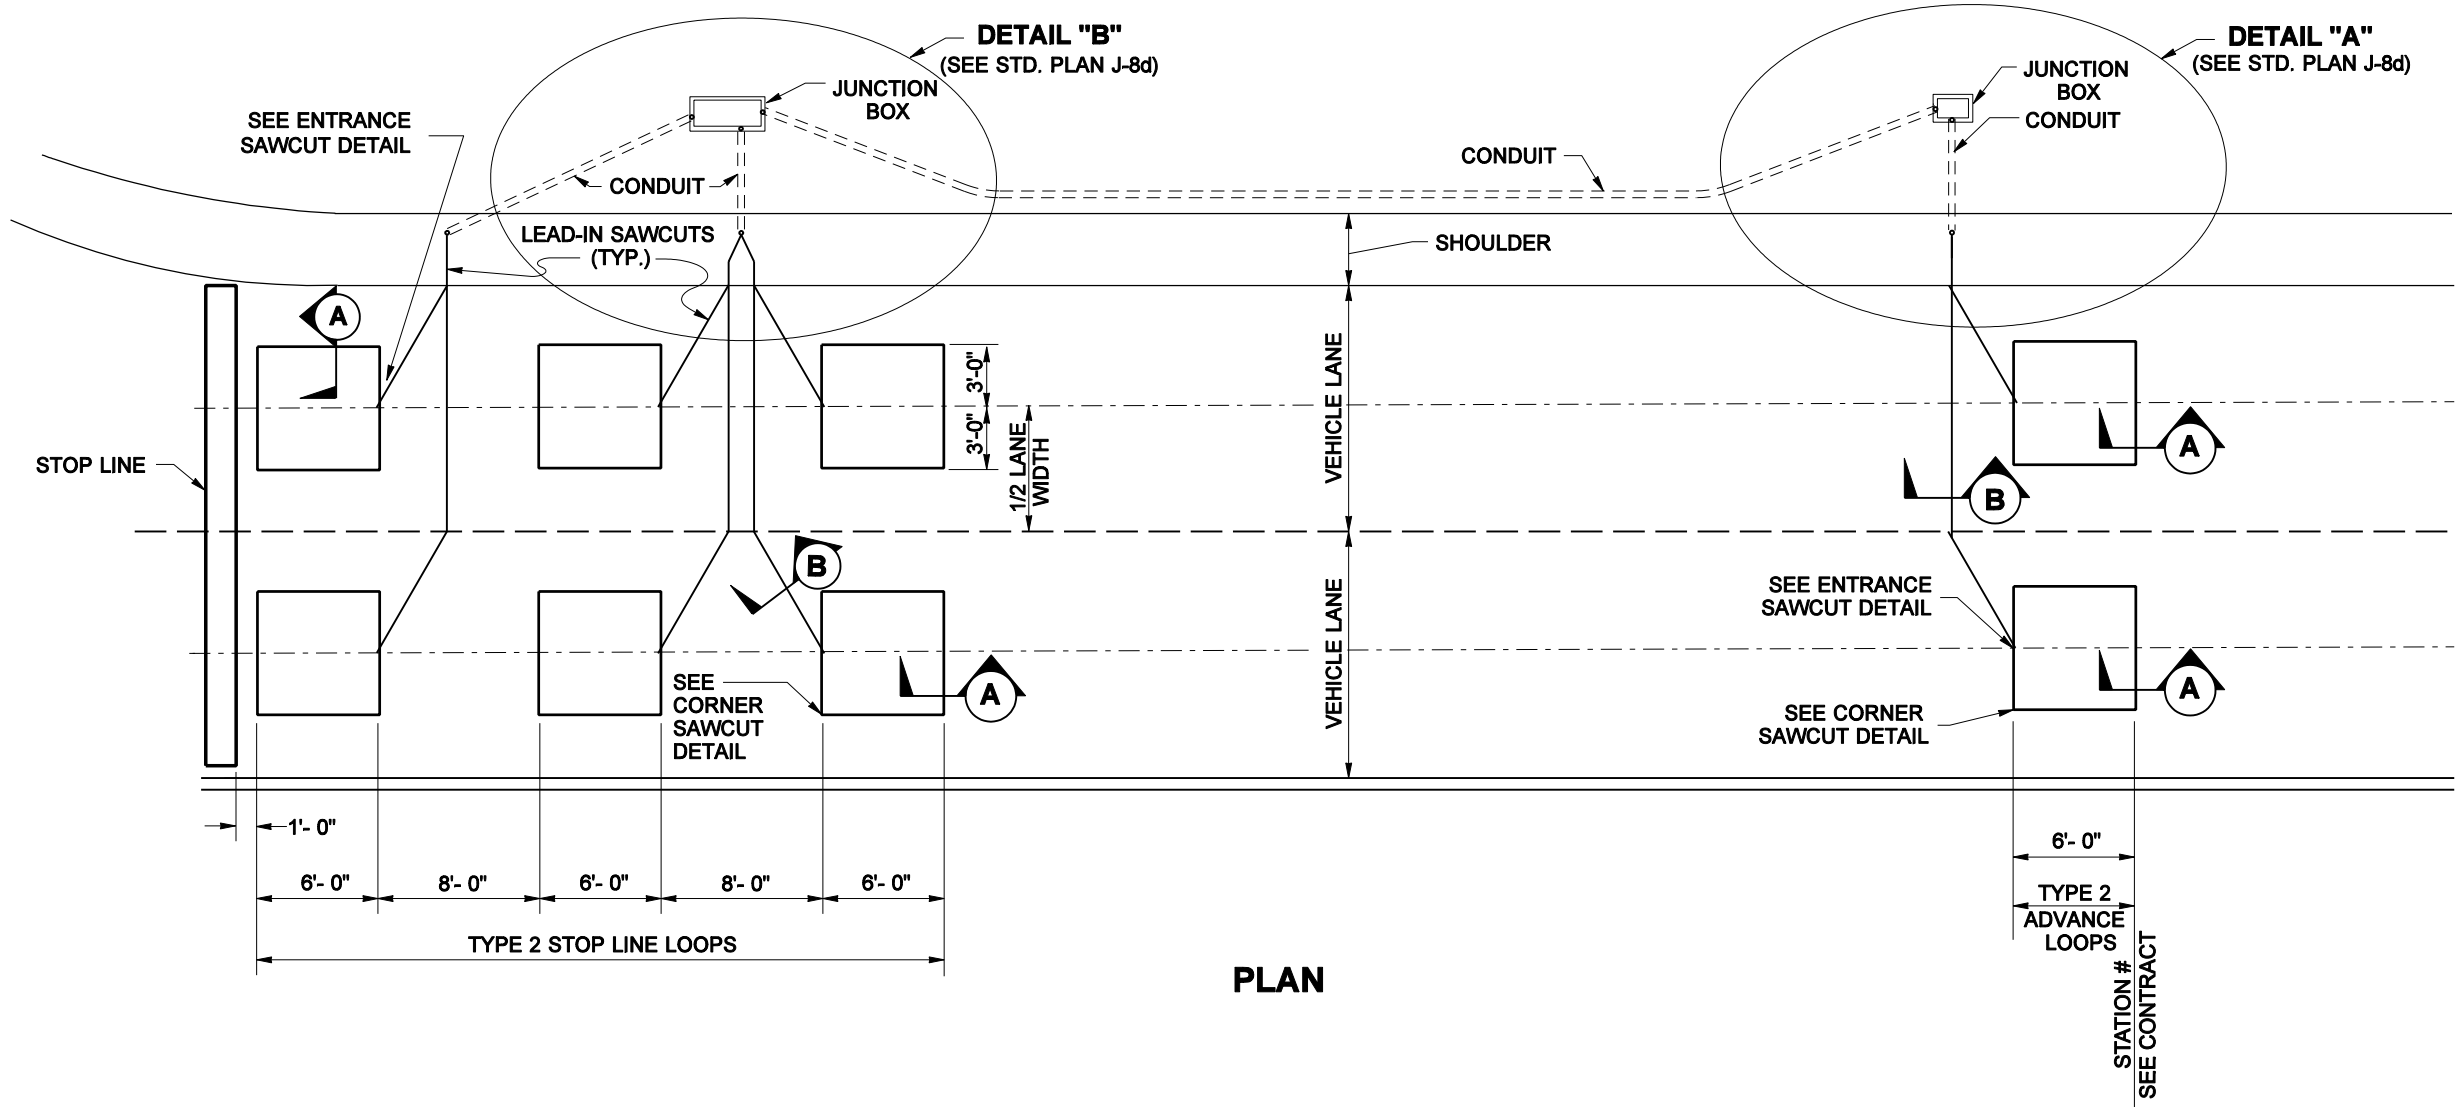 DETAIL "B"
(SEE STD. PLAN J-8d)
DETAIL "A"
(SEE STD. PLAN J-8d)
JUNCTION
BOX
JUNCTION
BOX
CONDUIT
SEE ENTRANCE
SAWCUT DETAIL
CONDUIT
CONDUIT
LEAD-IN SAWCUTS
(TYP.)
SHOULDER
A
VEHICLE LANE
3'-0"
3'-0"
1/2 LANE
WIDTH
STOP LINE
A
B
B
VEHICLE LANE
SEE ENTRANCE
SAWCUT DETAIL
SEE
CORNER
SAWCUT
DETAIL
A
A
SEE CORNER
SAWCUT DETAIL
1'- 0"
6'- 0"
8'- 0"
6'- 0"
8'- 0"
6'- 0"
6'- 0"
TYPE 2
ADVANCE
LOOPS
TYPE 2 STOP LINE LOOPS
STATION #
SEE CONTRACT
PLAN